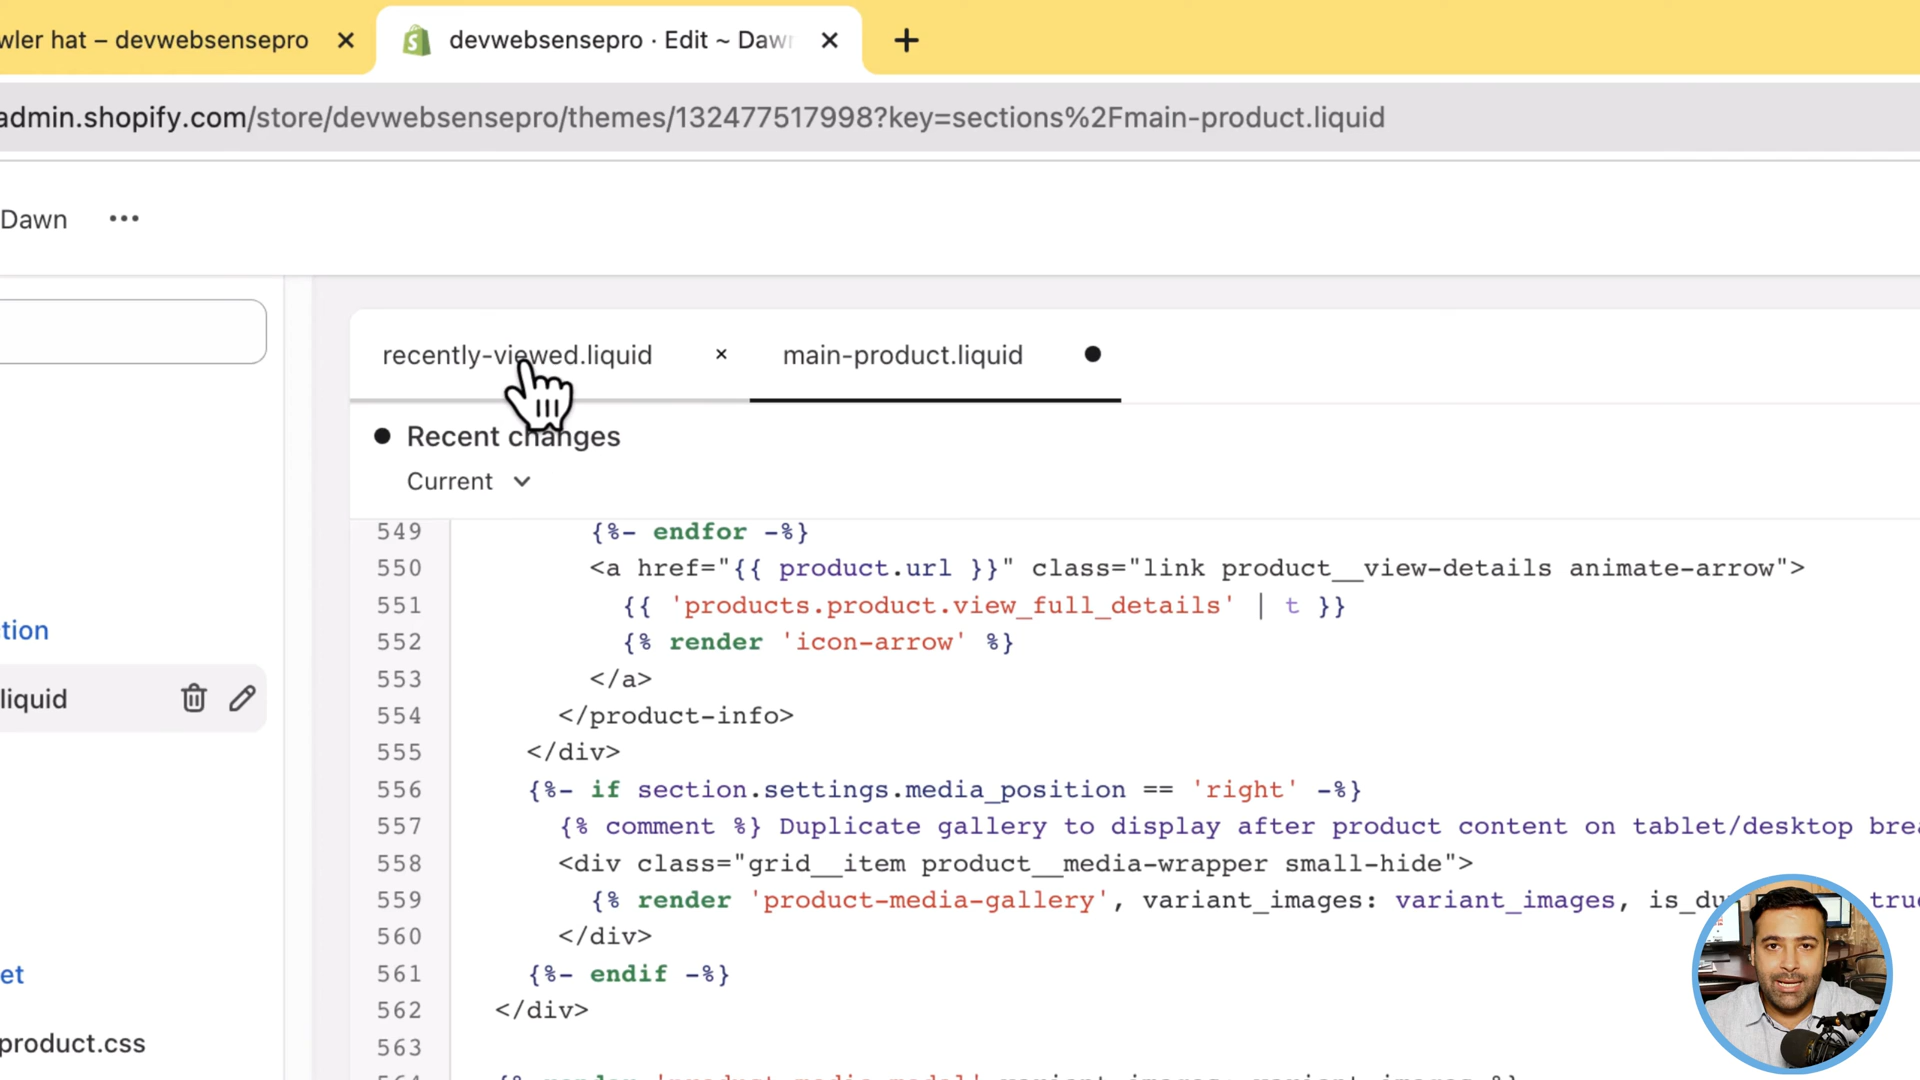 wler hat – devwebsensepro
devwebsensepro · Edit ~ Daw
admin.shopify.com/store/devwebsensepro/themes/132477517998?key=sections%2Fmain-product.liquid
Dawn
recently-viewed.liquid
main-product.liquid
Recent changes
Current
549 {%- endfor -%}
550 <a href="{{ product.url }}" class="link product__view-details animate-arrow">
551 {{ 'products.product.view_full_details' | t }}
552 {% render 'icon-arrow' %}
553 </a>
554 </product-info>
555 </div>
556 {%- if section.settings.media_position == 'right' -%}
557 {% comment %} Duplicate gallery to display after product content on tablet/desktop brea
558 <div class="grid__item product__media-wrapper small-hide">
559 {% render 'product-media-gallery', variant_images: variant_images, is_du true
560 </div>
561 {%- endif -%}
562 </div>
563
tion
liquid
et
product.css